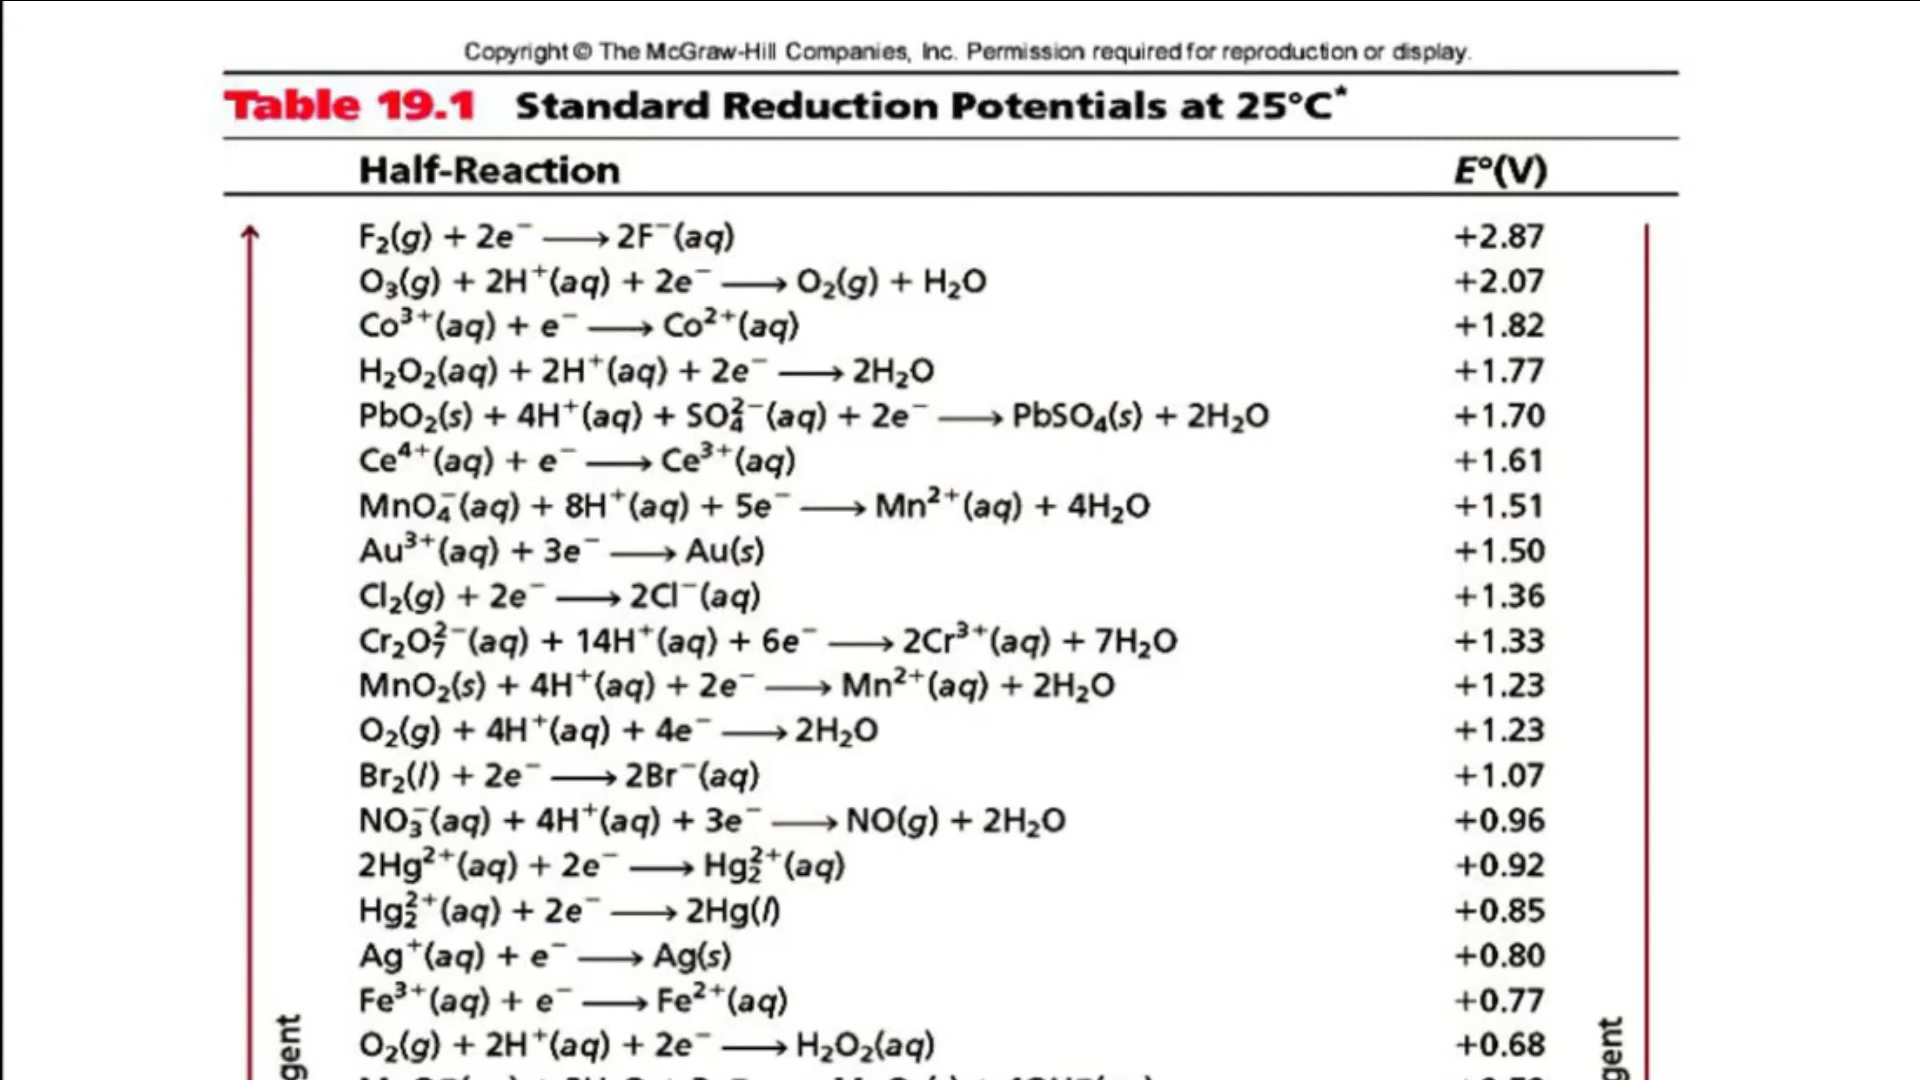 Copyright © The McGraw-Hill Companies, Inc. Permission required for reproduction or display.
Table 19.1 Standard Reduction Potentials at 25°C*
Half-Reaction E°(V)
F₂(g) + 2e⁻ ⟶ 2F⁻(aq) +2.87
O₃(g) + 2H⁺(aq) + 2e⁻ ⟶ O₂(g) + H₂O +2.07
Co³⁺(aq) + e⁻ ⟶ Co²⁺(aq) +1.82
H₂O₂(aq) + 2H⁺(aq) + 2e⁻ ⟶ 2H₂O +1.77
PbO₂(s) + 4H⁺(aq) + SO₄²⁻(aq) + 2e⁻ ⟶ PbSO₄(s) + 2H₂O +1.70
Ce⁴⁺(aq) + e⁻ ⟶ Ce³⁺(aq) +1.61
MnO₄⁻(aq) + 8H⁺(aq) + 5e⁻ ⟶ Mn²⁺(aq) + 4H₂O +1.51
Au³⁺(aq) + 3e⁻ ⟶ Au(s) +1.50
Cl₂(g) + 2e⁻ ⟶ 2Cl⁻(aq) +1.36
Cr₂O₇²⁻(aq) + 14H⁺(aq) + 6e⁻ ⟶ 2Cr³⁺(aq) + 7H₂O +1.33
MnO₂(s) + 4H⁺(aq) + 2e⁻ ⟶ Mn²⁺(aq) + 2H₂O +1.23
O₂(g) + 4H⁺(aq) + 4e⁻ ⟶ 2H₂O +1.23
Br₂(l) + 2e⁻ ⟶ 2Br⁻(aq) +1.07
NO₃⁻(aq) + 4H⁺(aq) + 3e⁻ ⟶ NO(g) + 2H₂O +0.96
2Hg²⁺(aq) + 2e⁻ ⟶ Hg₂²⁺(aq) +0.92
Hg₂²⁺(aq) + 2e⁻ ⟶ 2Hg(l) +0.85
Ag⁺(aq) + e⁻ ⟶ Ag(s) +0.80
Fe³⁺(aq) + e⁻ ⟶ Fe²⁺(aq) +0.77
O₂(g) + 2H⁺(aq) + 2e⁻ ⟶ H₂O₂(aq) +0.68
gent
gent